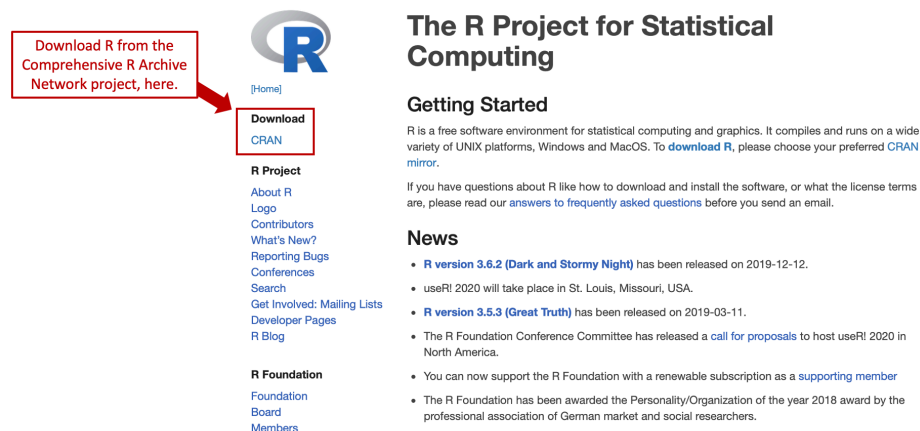 Download R from the
Comprehensive R Archive
Network project, here.
R
[Home]
Download
CRAN
R Project
About R
Logo
Contributors
What's New?
Reporting Bugs
Conferences
Search
Get Involved: Mailing Lists
Developer Pages
R Blog
R Foundation
Foundation
Board
Members
The R Project for Statistical
Computing
Getting Started
R is a free software environment for statistical computing and graphics. It compiles and runs on a wide
variety of UNIX platforms, Windows and MacOS. To download R, please choose your preferred CRAN
mirror.
If you have questions about R like how to download and install the software, or what the license terms
are, please read our answers to frequently asked questions before you send an email.
News
• R version 3.6.2 (Dark and Stormy Night) has been released on 2019-12-12.
• useR! 2020 will take place in St. Louis, Missouri, USA.
• R version 3.5.3 (Great Truth) has been released on 2019-03-11.
• The R Foundation Conference Committee has released a call for proposals to host useR! 2020 in
North America.
• You can now support the R Foundation with a renewable subscription as a supporting member
• The R Foundation has been awarded the Personality/Organization of the year 2018 award by the
professional association of German market and social researchers.